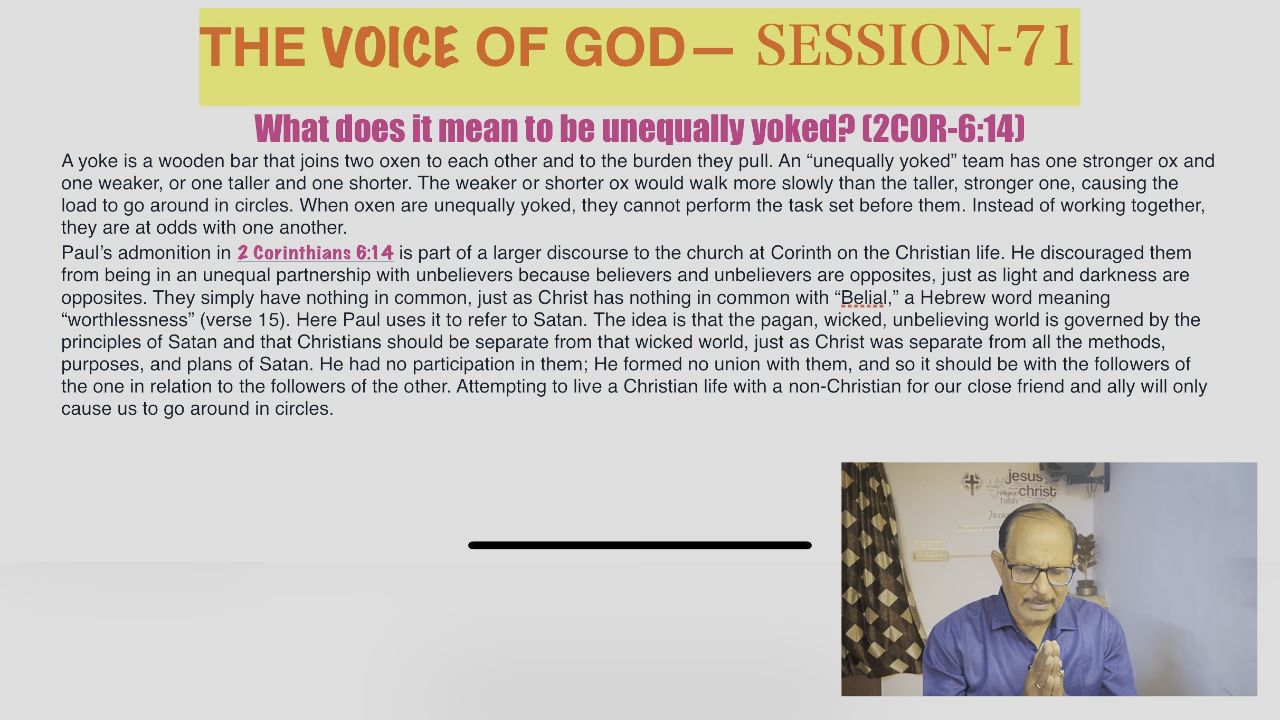 THE VOICE OF GOD— SESSION-71
What does it mean to be unequally yoked? (2COR-6:14)
A yoke is a wooden bar that joins two oxen to each other and to the burden they pull. An “unequally yoked” team has one stronger ox and
one weaker, or one taller and one shorter. The weaker or shorter ox would walk more slowly than the taller, stronger one, causing the
load to go around in circles. When oxen are unequally yoked, they cannot perform the task set before them. Instead of working together,
they are at odds with one another.
Paul’s admonition in 2 Corinthians 6:14 is part of a larger discourse to the church at Corinth on the Christian life. He discouraged them
from being in an unequal partnership with unbelievers because believers and unbelievers are opposites, just as light and darkness are
opposites. They simply have nothing in common, just as Christ has nothing in common with “Belial,” a Hebrew word meaning
“worthlessness” (verse 15). Here Paul uses it to refer to Satan. The idea is that the pagan, wicked, unbelieving world is governed by the
principles of Satan and that Christians should be separate from that wicked world, just as Christ was separate from all the methods,
purposes, and plans of Satan. He had no participation in them; He formed no union with them, and so it should be with the followers of
the one in relation to the followers of the other. Attempting to live a Christian life with a non-Christian for our close friend and ally will only
cause us to go around in circles.
jesus
religion christ
faith